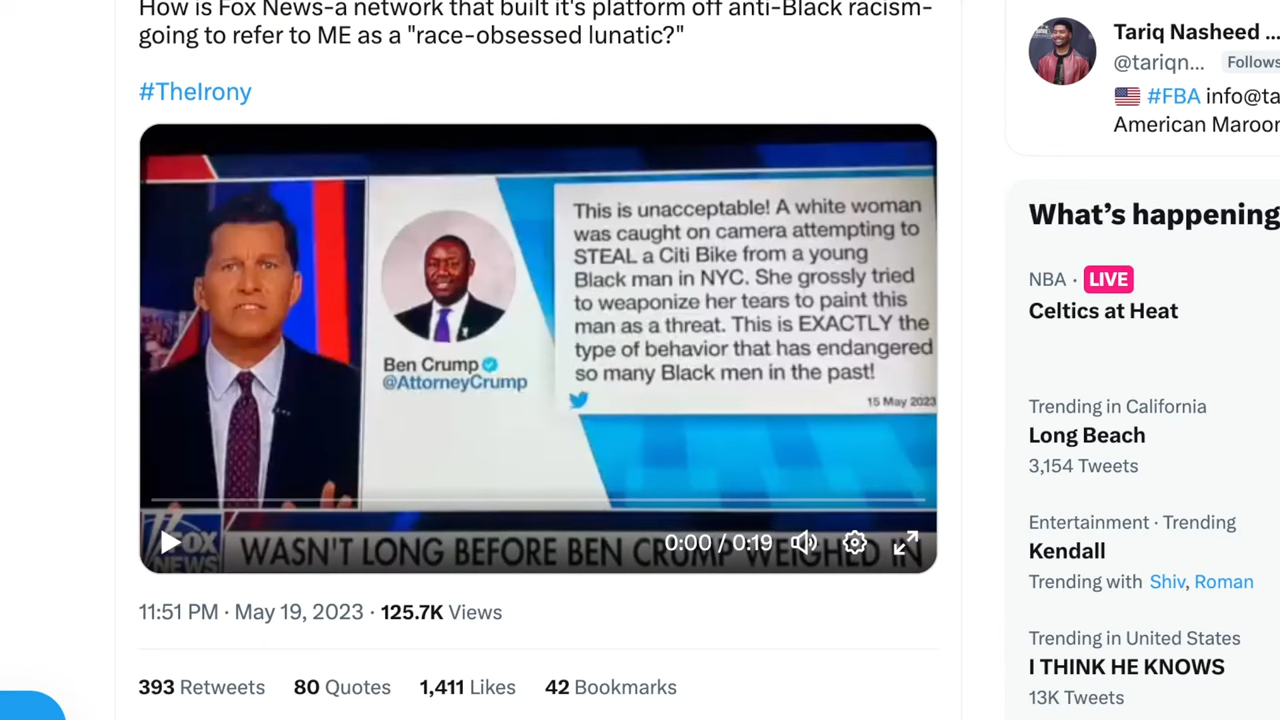 How is Fox News-a network that built it's platform off anti-Black racism-
going to refer to ME as a "race-obsessed lunatic?"
#TheIrony
This is unacceptable! A white woman
was caught on camera attempting to
STEAL a Citi Bike from a young
Black man in NYC. She grossly tried
to weaponize her tears to paint this
man as a threat. This is EXACTLY the
type of behavior that has endangered
so many Black men in the past!
15 May 2023
Ben Crump
@AttorneyCrump
FOX
NEWS
WASN'T LONG BEFORE BEN CRUMP WEIGHED IN
0:00 / 0:19
11:51 PM · May 19, 2023 · 125.7K Views
393 Retweets 80 Quotes 1,411 Likes 42 Bookmarks
Tariq Nasheed ...
@tariqn... Follows
🇺🇸 #FBA info@ta
American Maroon
What's happening
NBA · LIVE
Celtics at Heat
Trending in California
Long Beach
3,154 Tweets
Entertainment · Trending
Kendall
Trending with Shiv, Roman
Trending in United States
I THINK HE KNOWS
13K Tweets